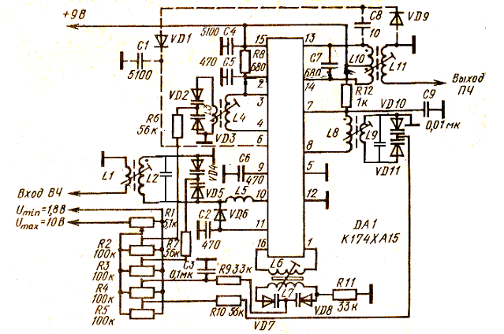 +9В
VD1
C1
5100
5100
C4
470
C5
R8
680
15
2
13
14
C7
680
C8
10
L10
L11
VD9
Выход
ПЧ
R12
1к
7
VD10
C9
0,01мк
R6
56к
VD2
VD3
L4
3
4
6
L8
8
L9
VD11
L1
L2
VD4
VD5
C6
470
9
5
L5
10
12
Вход ВЧ
Umin=1,8В
Umax=10В
R1
0,1к
C2
470
VD6
11
DA1
К174ХА15
R2
100к
R3
100к
R4
100к
R5
100к
R7
56к
C3
0,1мк
R9 33к
R10 36к
16
1
L6
L7
VD7
VD8
R11
33к